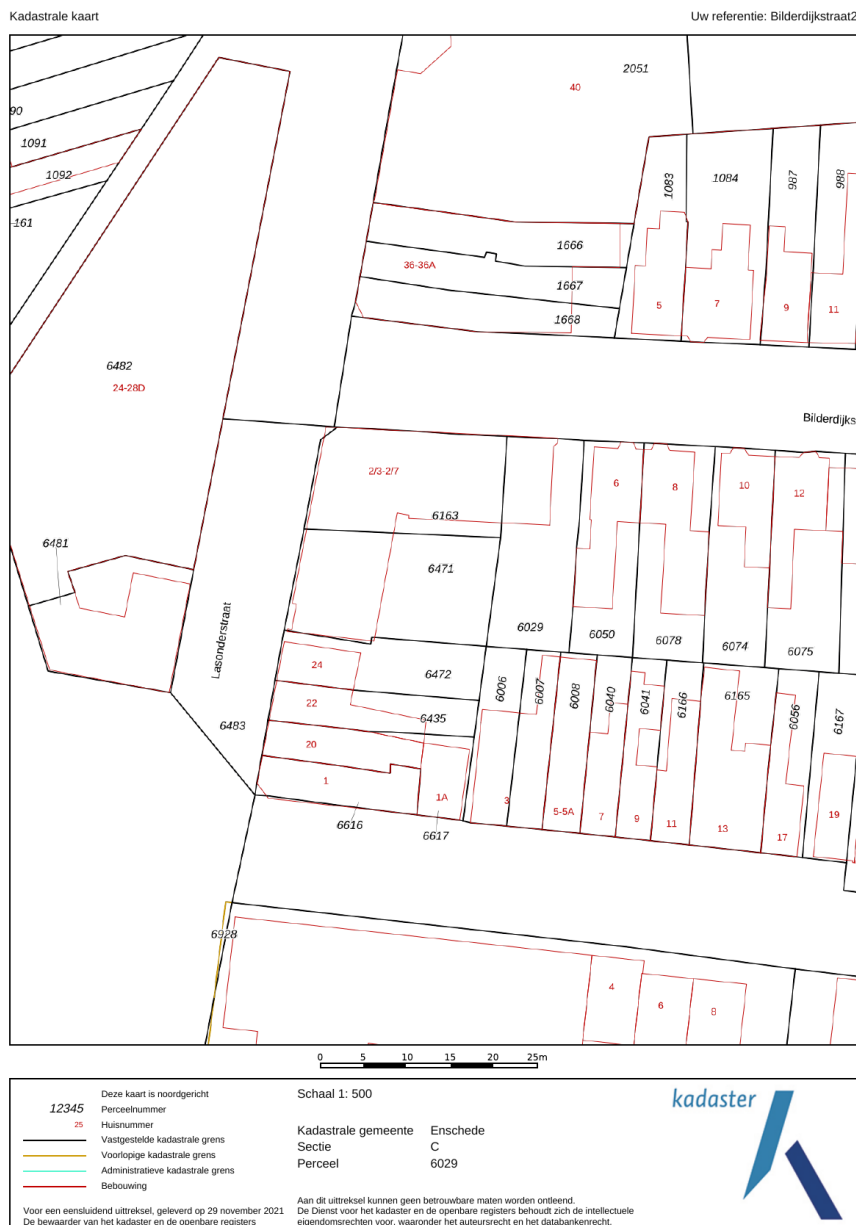 Kadastrale kaart
Uw referentie: Bilderdijkstraat2
2051
40
90
1091
1092
161
1083
1084
987
988
1666
36-36A
1667
1668
5
7
9
11
6482
24-28D
Bilderdijks
2/3-2/7
6
8
10
12
6163
6481
6471
6029
6050
6078
6074
6075
Lasonderstraat
24
6472
6006
6007
6008
6040
6041
6166
6165
6056
6167
22
6435
6483
20
1
1A
3
5-5A
7
9
11
13
17
19
6616
6617
6928
4
6
8
0 5 10 15 20 25m
Deze kaart is noordgericht
12345 Perceelnummer
25 Huisnummer
Vastgestelde kadastrale grens
Voorlopige kadastrale grens
Administratieve kadastrale grens
Bebouwing
Voor een eensluidend uittreksel, geleverd op 29 november 2021
De bewaarder van het kadaster en de openbare registers
Schaal 1: 500
Kadastrale gemeente Enschede
Sectie C
Perceel 6029
Aan dit uittreksel kunnen geen betrouwbare maten worden ontleend.
De Dienst voor het kadaster en de openbare registers behoudt zich de intellectuele
eigendomsrechten voor, waaronder het auteursrecht en het databankenrecht.
kadaster